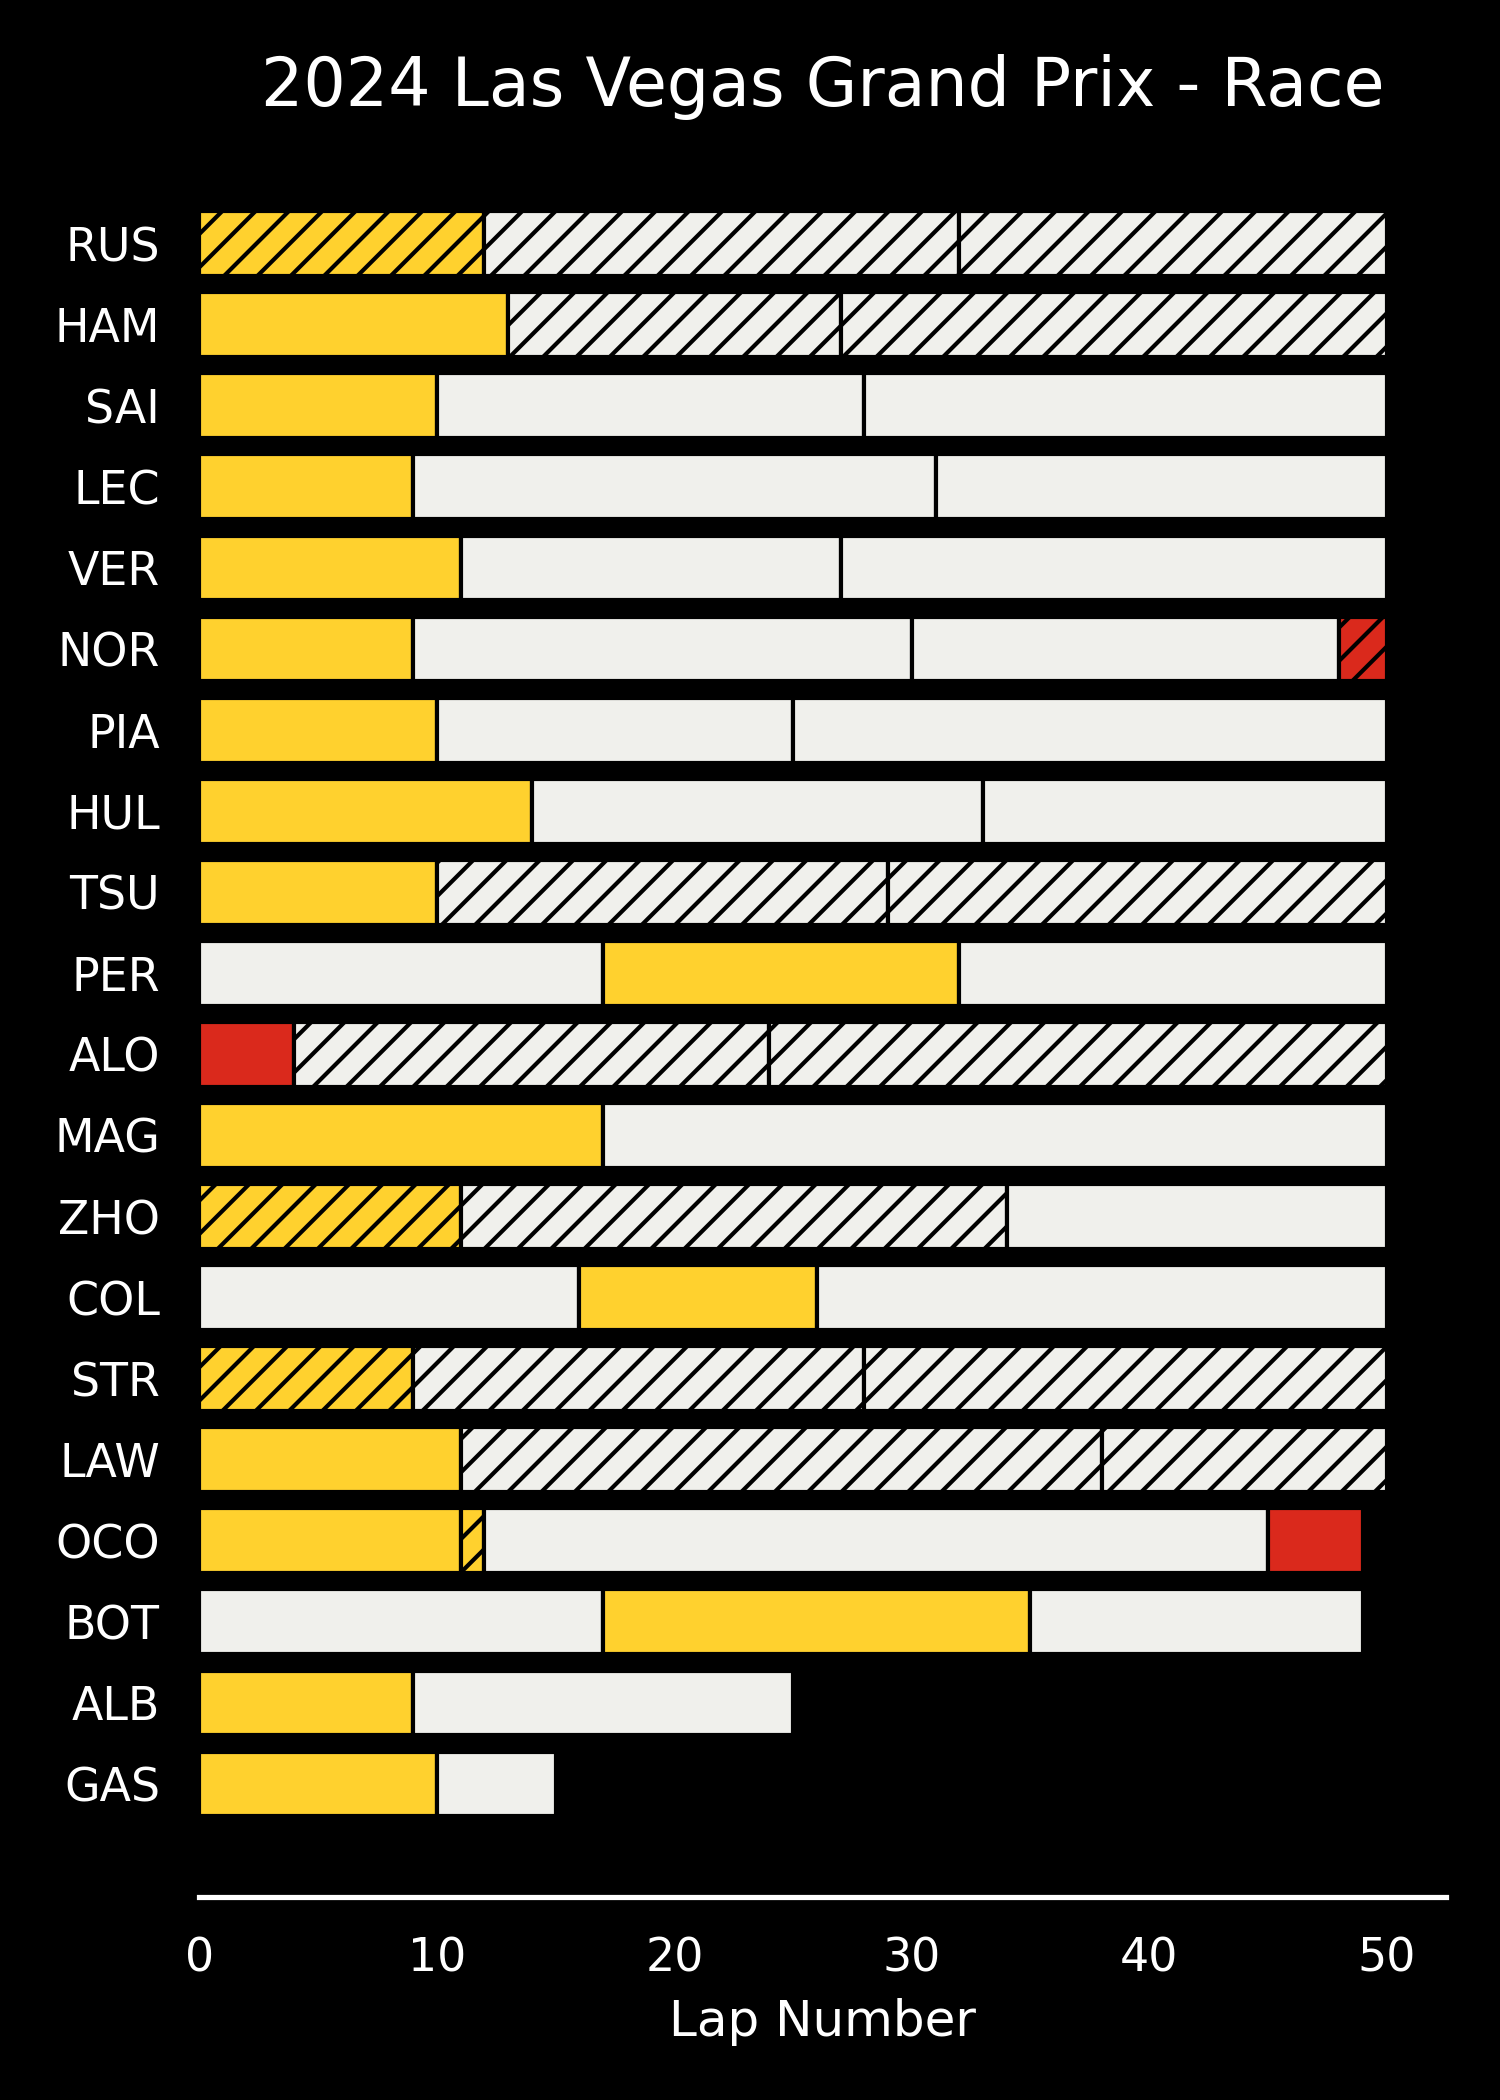 2024 Las Vegas Grand Prix - Race
RUS
HAM
SAI
LEC
VER
NOR
PIA
HUL
TSU
PER
ALO
MAG
ZHO
COL
STR
LAW
OCO
BOT
ALB
GAS
0 10 20 30 40 50
Lap Number